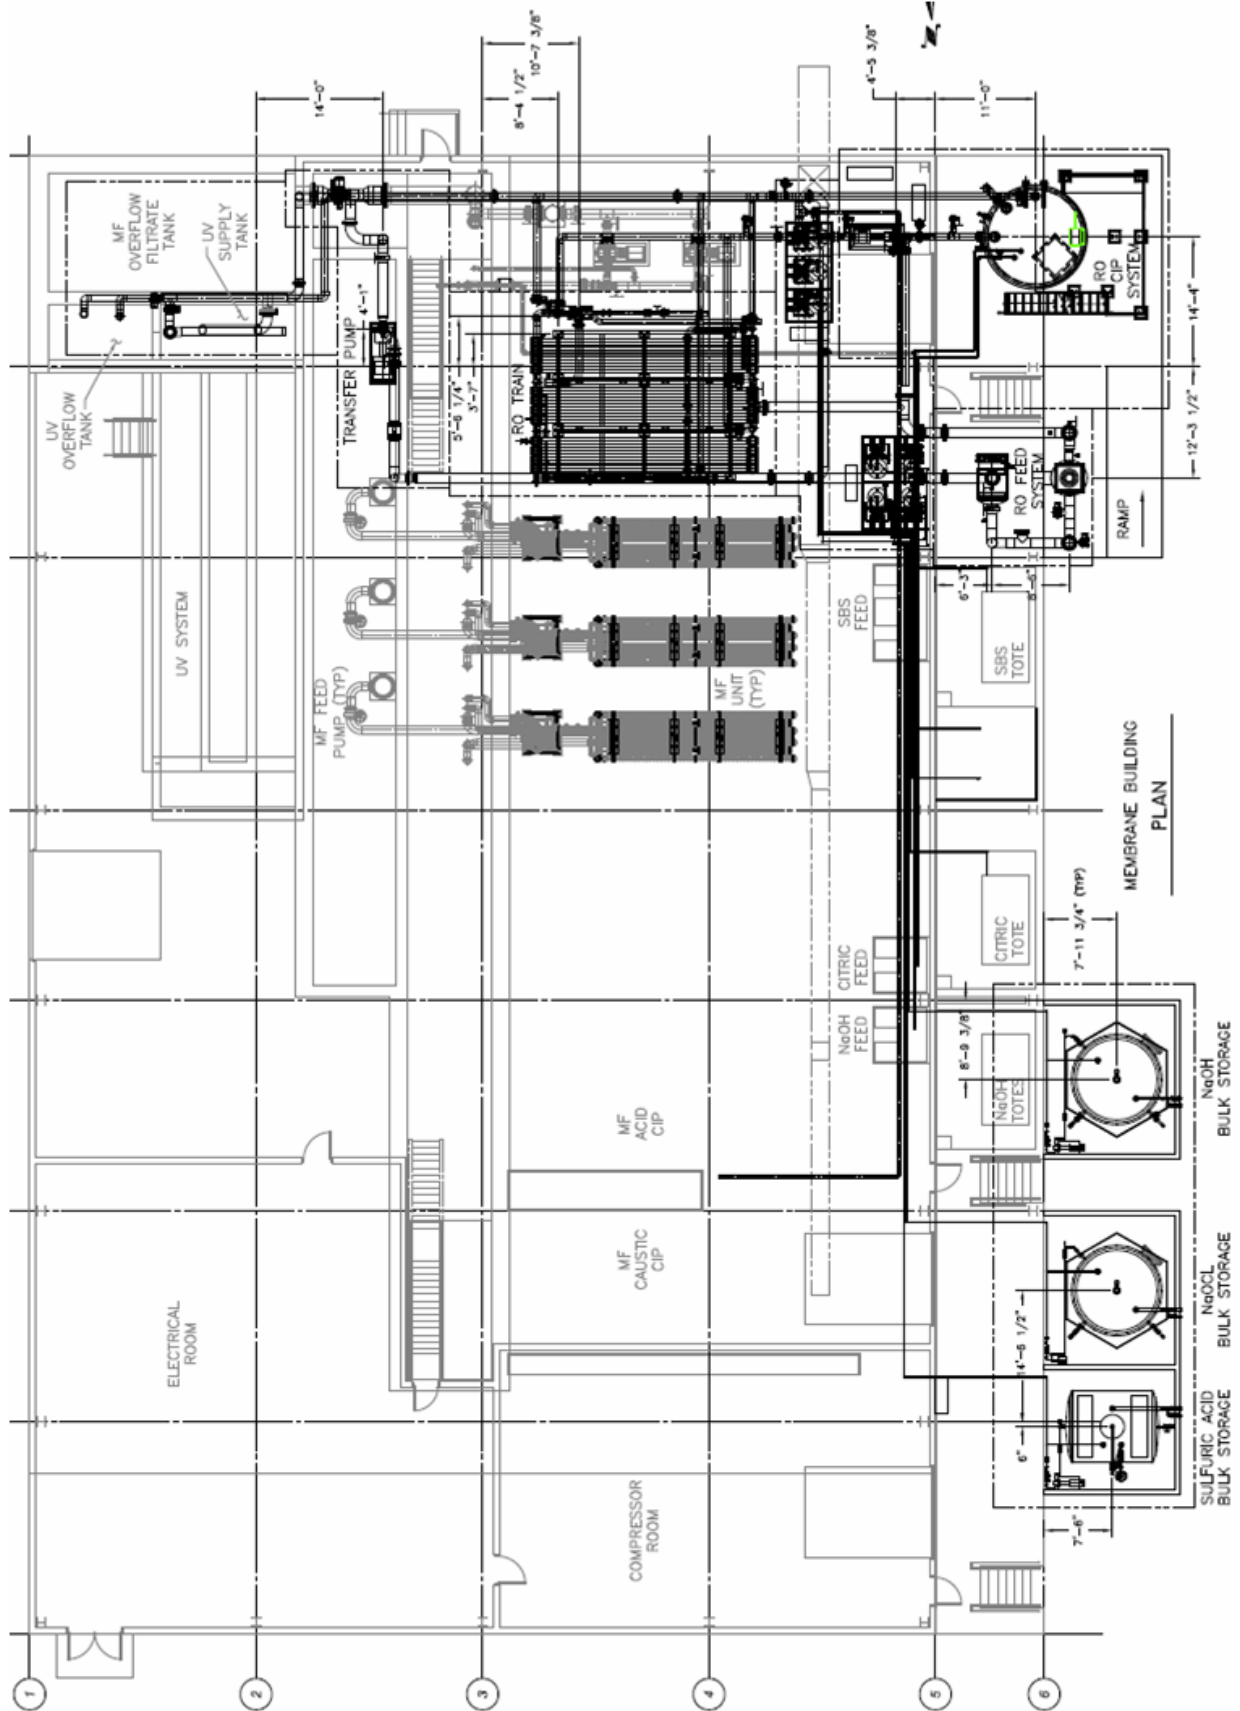 14'-0"
8'-4 1/2"
10'-7 3/8"
4'-5 3/8"
11'-0"
MF
OVERFLOW
FILTRATE
TANK
UV
SUPPLY
TANK
UV
OVERFLOW
TANK
TRANSFER PUMP
4'-1"
5'-6 1/4"
3'-7"
RO TRAIN
RO
CIP
SYSTEM
14'-4"
12'-3 1/2"
RO FEED
SYSTEM
RAMP
6'-3"
8'-6"
UV SYSTEM
MF FEED
PUMP (TYP)
MF
UNIT
(TYP)
SBS
FEED
SBS
TOTE
MEMBRANE BUILDING
PLAN
CITRIC
FEED
CITRIC
TOTE
7'-11 3/4" (TYP)
NaOH
FEED
8'-9 3/8"
NaOH
TOTES
NaOH
BULK STORAGE
MF
ACID
CIP
MF
CAUSTIC
CIP
NaOCL
BULK STORAGE
14'-6 1/2"
ELECTRICAL
ROOM
SULFURIC ACID
BULK STORAGE
6"
7'-6"
COMPRESSOR
ROOM
1
2
3
4
5
6